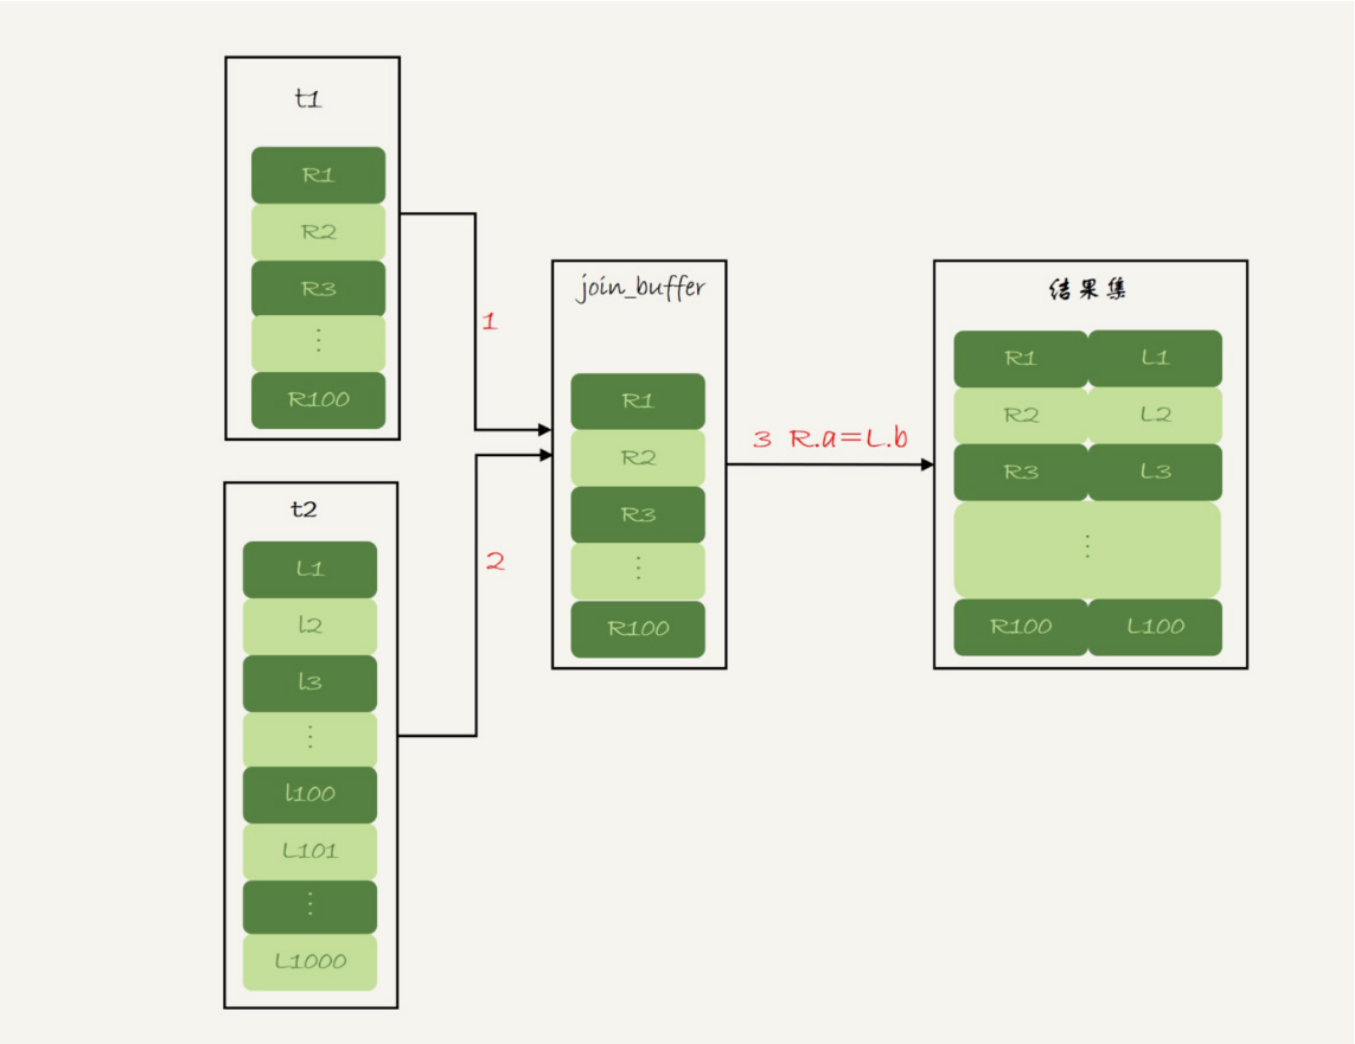 t1
R1
R2
R3
⋮
R100
1
t2
L1
l2
l3
⋮
l100
L101
⋮
L1000
2
join_buffer
R1
R2
R3
⋮
R100
3 R.a=L.b
结果集
R1 L1
R2 L2
R3 L3
⋮
R100 L100